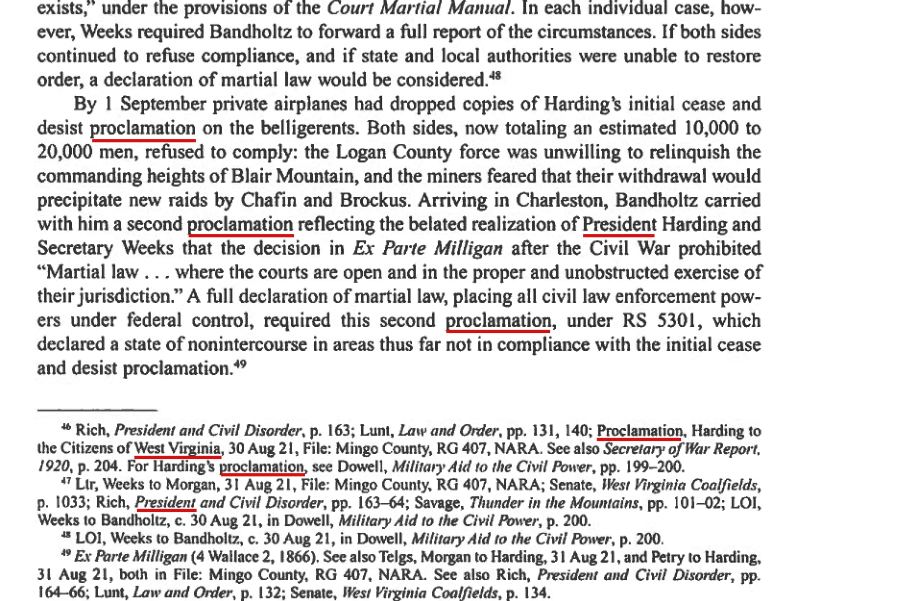 exists," under the provisions of the Court Martial Manual. In each individual case, how-
ever, Weeks required Bandholtz to forward a full report of the circumstances. If both sides
continued to refuse compliance, and if state and local authorities were unable to restore
order, a declaration of martial law would be considered.48
By 1 September private airplanes had dropped copies of Harding's initial cease and
desist proclamation on the belligerents. Both sides, now totaling an estimated 10,000 to
20,000 men, refused to comply: the Logan County force was unwilling to relinquish the
commanding heights of Blair Mountain, and the miners feared that their withdrawal would
precipitate new raids by Chafin and Brockus. Arriving in Charleston, Bandholtz carried
with him a second proclamation reflecting the belated realization of President Harding and
Secretary Weeks that the decision in Ex Parte Milligan after the Civil War prohibited
"Martial law . . . where the courts are open and in the proper and unobstructed exercise of
their jurisdiction." A full declaration of martial law, placing all civil law enforcement pow-
ers under federal control, required this second proclamation, under RS 5301, which
declared a state of nonintercourse in areas thus far not in compliance with the initial cease
and desist proclamation.49
46 Rich, President and Civil Disorder, p. 163; Lunt, Law and Order, pp. 131, 140; Proclamation, Harding to
the Citizens of West Virginia, 30 Aug 21, File: Mingo County, RG 407, NARA. See also Secretary of War Report,
1920, p. 204. For Harding's proclamation, see Dowell, Military Aid to the Civil Power, pp. 199–200.
47 Ltr, Weeks to Morgan, 31 Aug 21, File: Mingo County, RG 407, NARA; Senate, West Virginia Coalfields,
p. 1033; Rich, President and Civil Disorder, pp. 163–64; Savage, Thunder in the Mountains, pp. 101–02; LOI,
Weeks to Bandholtz, c. 30 Aug 21, in Dowell, Military Aid to the Civil Power, p. 200.
48 LOI, Weeks to Bandholtz, c. 30 Aug 21, in Dowell, Military Aid to the Civil Power, p. 200.
49 Ex Parte Milligan (4 Wallace 2, 1866). See also Telgs, Morgan to Harding, 31 Aug 21, and Petry to Harding,
31 Aug 21, both in File: Mingo County, RG 407, NARA. See also Rich, President and Civil Disorder, pp.
164–66; Lunt, Law and Order, p. 132; Senate, West Virginia Coalfields, p. 134.